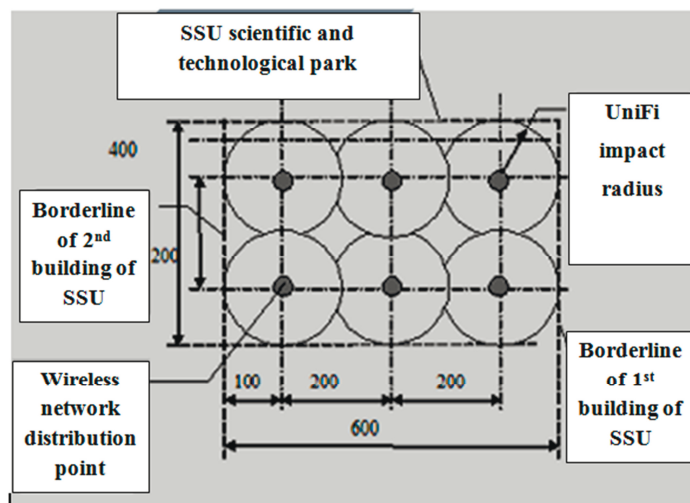 SSU scientific and
technological park
UniFi
impact
radius
400
Borderline
of 2nd
building of
SSU
200
Wireless
network
distribution
point
100
200
200
600
Borderline
of 1st
building of
SSU